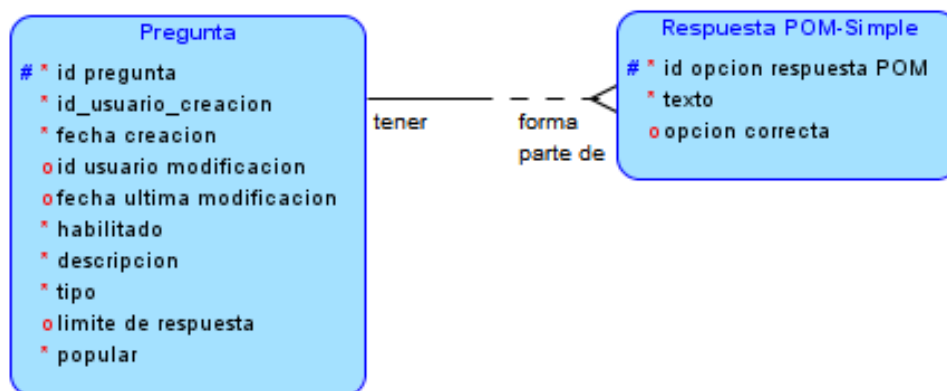 Pregunta
# * id pregunta
* id_usuario_creacion
* fecha creacion
o id usuario modificacion
o fecha ultima modificacion
* habilitado
* descripcion
* tipo
o limite de respuesta
* popular
tener
forma
parte de
Respuesta POM-Simple
# * id opcion respuesta POM
* texto
o opcion correcta